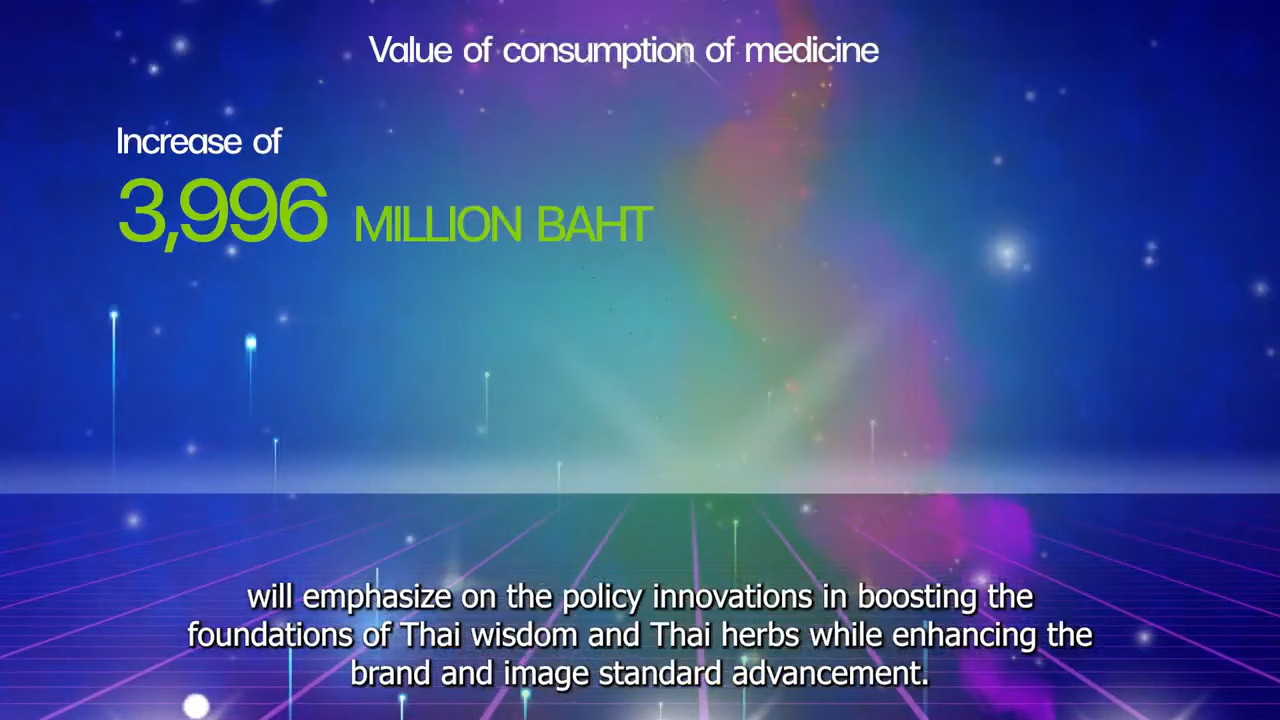 Value of consumption of medicine
Increase of
3,996 MILLION BAHT
will emphasize on the policy innovations in boosting the
foundations of Thai wisdom and Thai herbs while enhancing the
brand and image standard advancement.